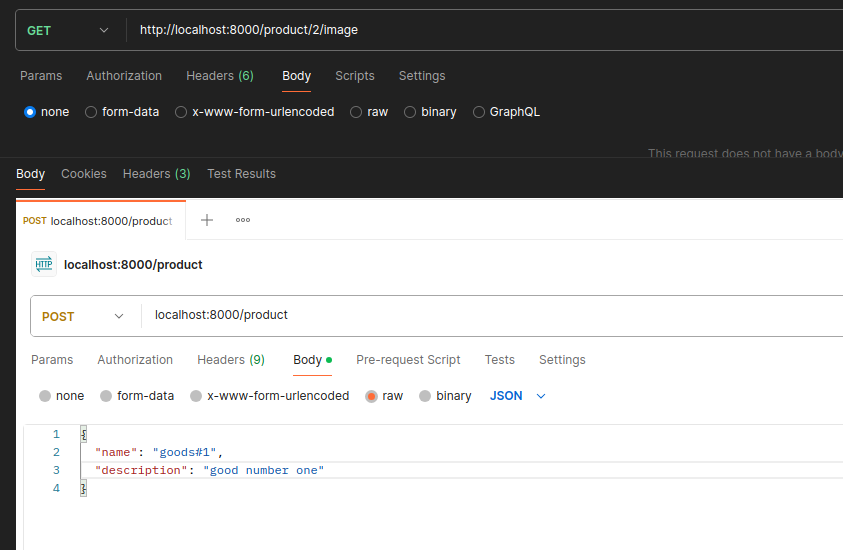 GET http://localhost:8000/product/2/image
Params Authorization Headers (6) Body Scripts Settings
none form-data x-www-form-urlencoded raw binary GraphQL
This request does not have a body
Body Cookies Headers (3) Test Results
POST localhost:8000/product
HTTP localhost:8000/product
POST localhost:8000/product
Params Authorization Headers (9) Body Pre-request Script Tests Settings
none form-data x-www-form-urlencoded raw binary JSON
1 {
2 "name": "goods#1",
3 "description": "good number one"
4 }